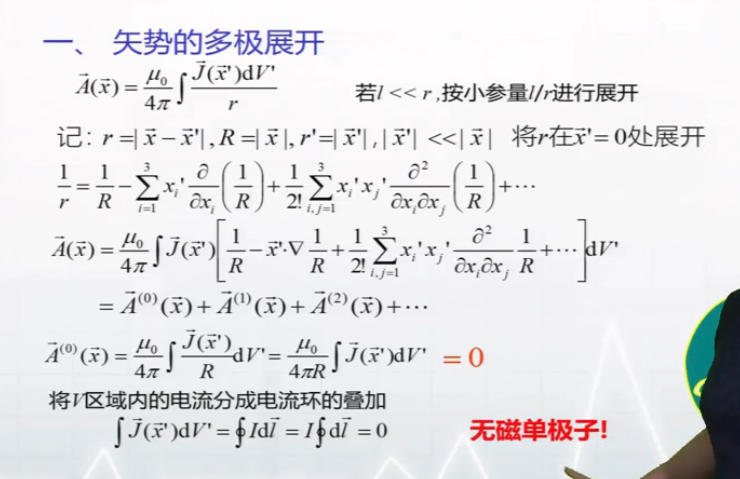 一、 矢势的多极展开
$\vec{A}(\vec{x}) = \frac{\mu_0}{4\pi} \int \frac{\vec{J}(\vec{x}')\mathrm{d}V'}{r}$ 若$l << r$,按小参量$l/r$进行展开
记: $r = |\vec{x} - \vec{x}'|, R = |\vec{x}|, r' = |\vec{x}'|, |\vec{x}'| << |\vec{x}|$ 将$r$在$\vec{x}' = 0$处展开
$\frac{1}{r} = \frac{1}{R} - \sum_{i=1}^{3} x_i' \frac{\partial}{\partial x_i} \left( \frac{1}{R} \right) + \frac{1}{2!} \sum_{i,j=1}^{3} x_i' x_j' \frac{\partial^2}{\partial x_i \partial x_j} \left( \frac{1}{R} \right) + \cdots$
$\vec{A}(\vec{x}) = \frac{\mu_0}{4\pi} \int \vec{J}(\vec{x}') \left[ \frac{1}{R} - \vec{x}' \cdot \nabla \frac{1}{R} + \frac{1}{2!} \sum_{i,j=1}^{3} x_i' x_j' \frac{\partial^2}{\partial x_i \partial x_j} \frac{1}{R} + \cdots \right] \mathrm{d}V'$
$= \vec{A}^{(0)}(\vec{x}) + \vec{A}^{(1)}(\vec{x}) + \vec{A}^{(2)}(\vec{x}) + \cdots$
$\vec{A}^{(0)}(\vec{x}) = \frac{\mu_0}{4\pi} \int \frac{\vec{J}(\vec{x}')}{R} \mathrm{d}V' = \frac{\mu_0}{4\pi R} \int \vec{J}(\vec{x}')\mathrm{d}V' = 0$
将$V$区域内的电流分成电流环的叠加
$\int \vec{J}(\vec{x}')\mathrm{d}V' = \oint I\mathrm{d}\vec{l} = I \oint \mathrm{d}\vec{l} = 0$ 无磁单极子!